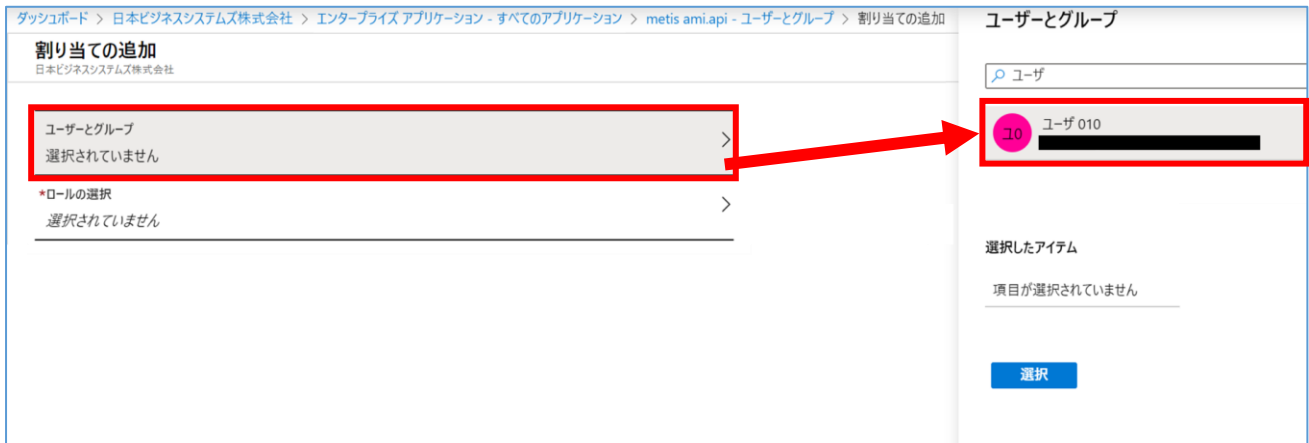 ダッシュボード > 日本ビジネスシステムズ株式会社 > エンタープライズ アプリケーション - すべてのアプリケーション > metis ami.api - ユーザーとグループ > 割り当ての追加
割り当ての追加
日本ビジネスシステムズ株式会社
ユーザーとグループ
選択されていません
*ロールの選択
選択されていません
ユーザーとグループ
ユーザ
ユ0
ユーザ 010
選択したアイテム
項目が選択されていません
選択